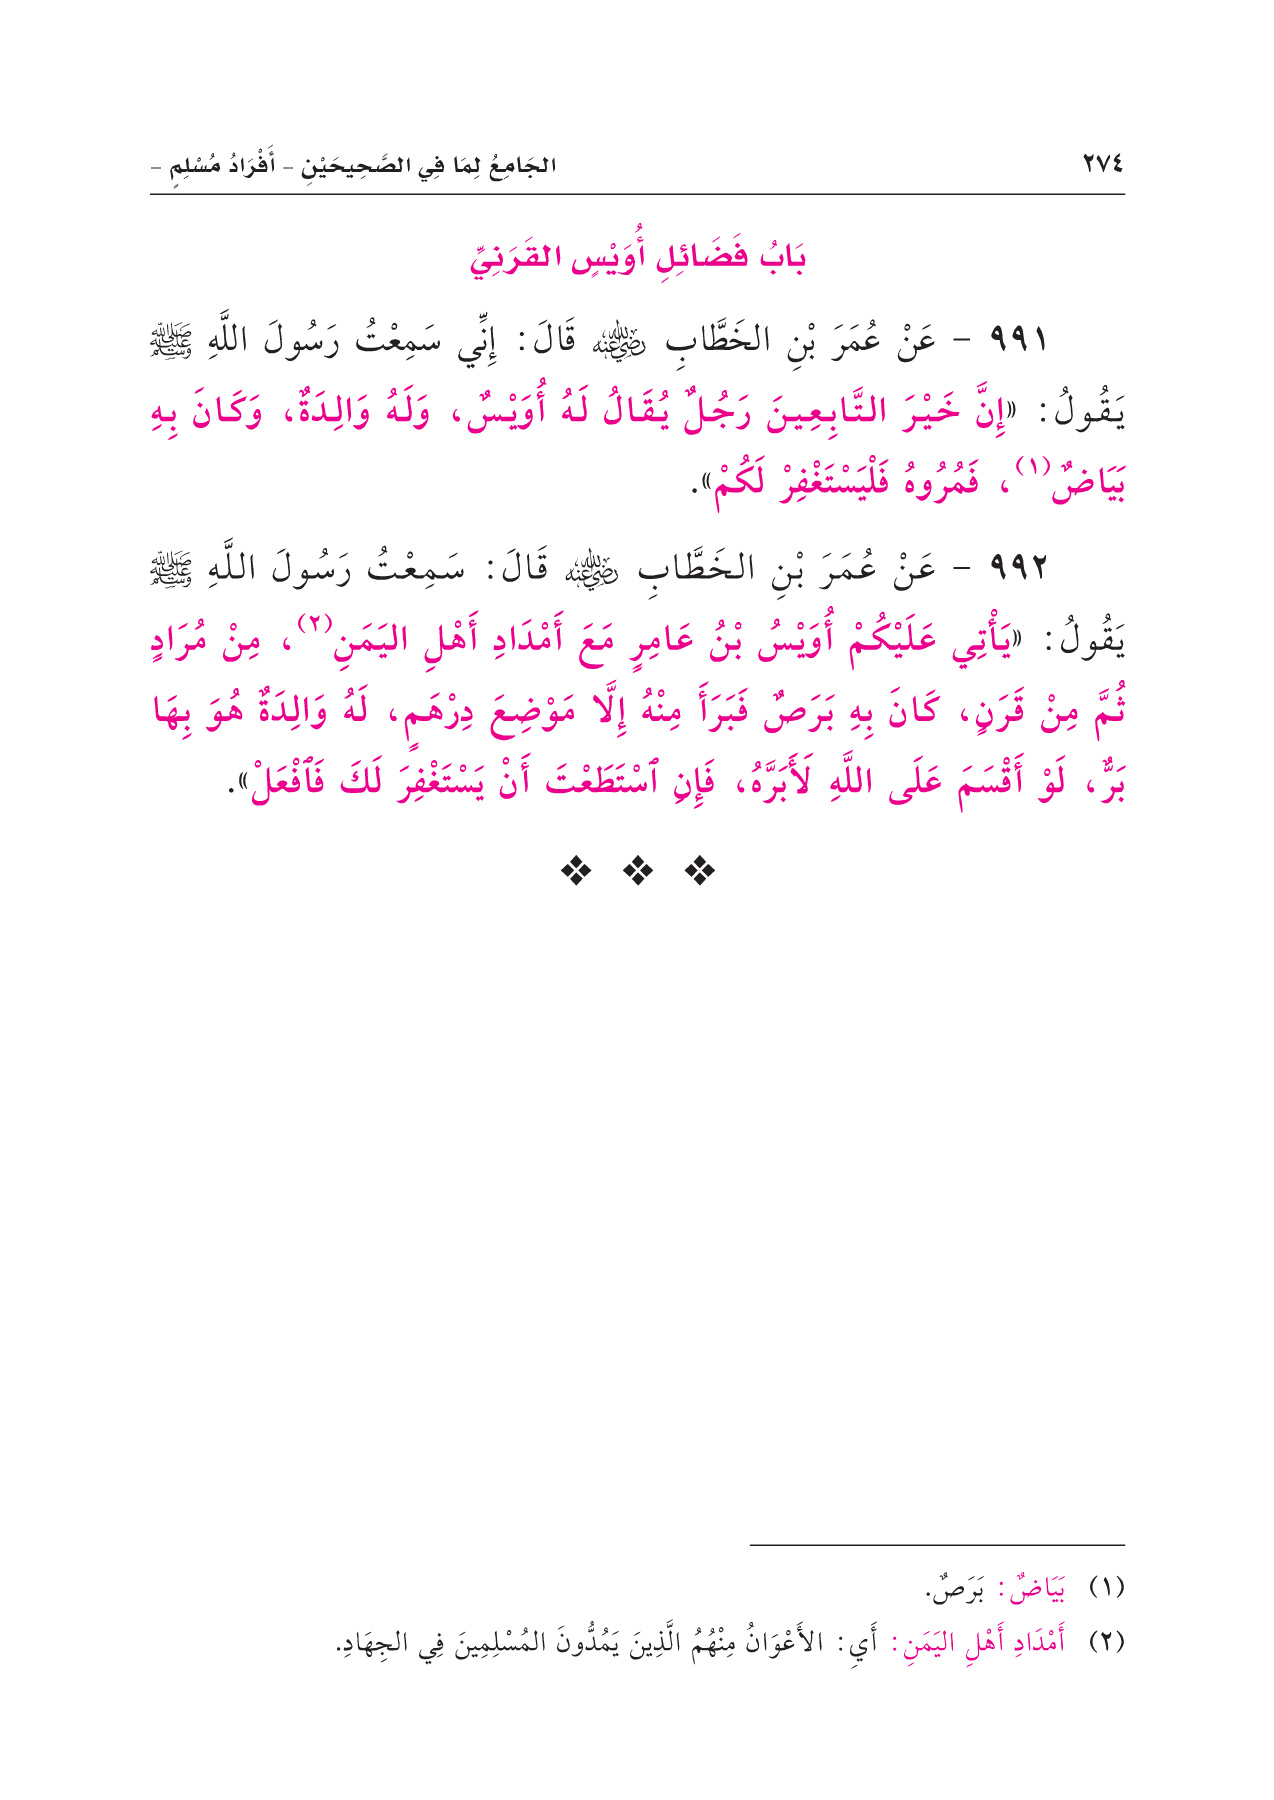 ٢٧٤
الجَامِعُ لِمَا فِي الصَّحِيحَيْنِ – أَفْرَادُ مُسْلِمٍ –
بَابُ فَضَائِلِ أُوَيْسٍ القَرَنِيِّ
٩٩١ – عَنْ عُمَرَ بْنِ الخَطَّابِ رضي الله عنه قَالَ: إِنِّي سَمِعْتُ رَسُولَ اللَّهِ ﷺ
يَقُولُ: «إِنَّ خَيْرَ التَّابِعِينَ رَجُلٌ يُقَالُ لَهُ أُوَيْسٌ، وَلَهُ وَالِدَةٌ، وَكَانَ بِهِ
بَيَاضٌ(١)، فَمُرُوهُ فَلْيَسْتَغْفِرْ لَكُمْ».
٩٩٢ – عَنْ عُمَرَ بْنِ الخَطَّابِ رضي الله عنه قَالَ: سَمِعْتُ رَسُولَ اللَّهِ ﷺ
يَقُولُ: «يَأْتِي عَلَيْكُمْ أُوَيْسُ بْنُ عَامِرٍ مَعَ أَمْدَادِ أَهْلِ اليَمَنِ(٢)، مِنْ مُرَادٍ
ثُمَّ مِنْ قَرَنٍ، كَانَ بِهِ بَرَصٌ فَبَرَأَ مِنْهُ إِلَّا مَوْضِعَ دِرْهَمٍ، لَهُ وَالِدَةٌ هُوَ بِهَا
بَرٌّ، لَوْ أَقْسَمَ عَلَى اللَّهِ لَأَبَرَّهُ، فَإِنِ ٱسْتَطَعْتَ أَنْ يَسْتَغْفِرَ لَكَ فَٱفْعَلْ».
(١) بَيَاضٌ: بَرَصٌ.
(٢) أَمْدَادِ أَهْلِ اليَمَنِ: أَيِ: الأَعْوَانُ مِنْهُمُ الَّذِينَ يَمُدُّونَ المُسْلِمِينَ فِي الجِهَادِ.